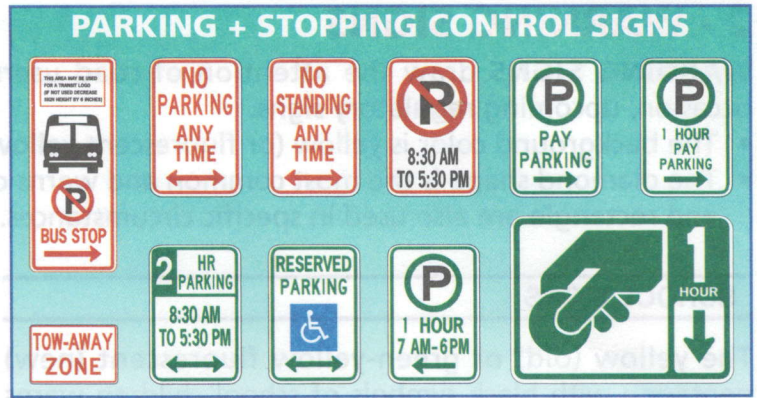 PARKING + STOPPING CONTROL SIGNS
THIS AREA MAY BE USED
FOR A TRANSIT LOGO
(IF NOT USED DECREASE
SIGN HEIGHT BY 6 INCHES)
P
BUS STOP
NO
PARKING
ANY
TIME
NO
STANDING
ANY
TIME
P
8:30 AM
TO 5:30 PM
P
PAY
PARKING
P
1 HOUR
PAY
PARKING
TOW-AWAY
ZONE
2 HR
PARKING
8:30 AM
TO 5:30 PM
RESERVED
PARKING
P
1 HOUR
7 AM-6 PM
1
HOUR